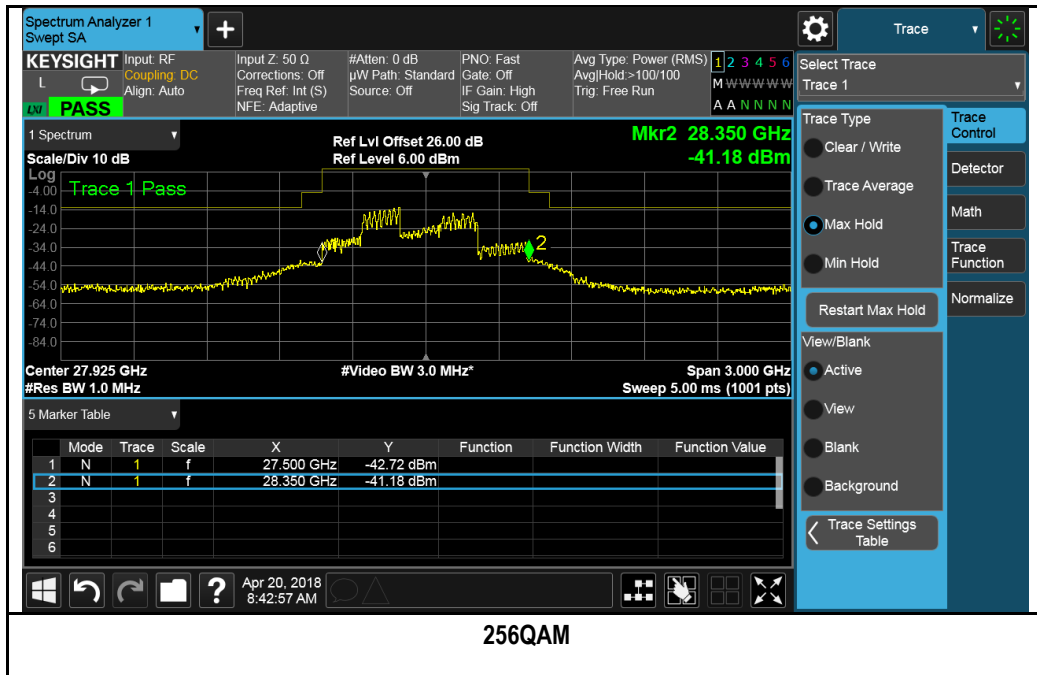 Spectrum Analyzer 1
Swept SA
+
Trace
KEYSIGHT
L
LXI
PASS
Input: RF
Coupling: DC
Align: Auto
Input Z: 50 Ω
Corrections: Off
Freq Ref: Int (S)
NFE: Adaptive
#Atten: 0 dB
µW Path: Standard
Source: Off
PNO: Fast
Gate: Off
IF Gain: High
Sig Track: Off
Avg Type: Power (RMS)
Avg|Hold:>100/100
Trig: Free Run
1 2 3 4 5 6
M W W W W W
A A N N N N
Select Trace
Trace 1
1 Spectrum
Scale/Div 10 dB
Ref Lvl Offset 26.00 dB
Ref Level 6.00 dBm
Mkr2 28.350 GHz
-41.18 dBm
Log
Trace 1 Pass
-4.00
-14.0
-24.0
-34.0
-44.0
-54.0
-64.0
-74.0
-84.0
2
Center 27.925 GHz
#Video BW 3.0 MHz*
Span 3.000 GHz
#Res BW 1.0 MHz
Sweep 5.00 ms (1001 pts)
5 Marker Table
Mode Trace Scale X Y Function Function Width Function Value
1 N 1 f 27.500 GHz -42.72 dBm
2 N 1 f 28.350 GHz -41.18 dBm
3
4
5
6
Trace Type
Clear / Write
Trace Average
Max Hold
Min Hold
Restart Max Hold
View/Blank
Active
View
Blank
Background
Trace Settings
Table
Trace
Control
Detector
Math
Trace
Function
Normalize
?
Apr 20, 2018
8:42:57 AM
256QAM